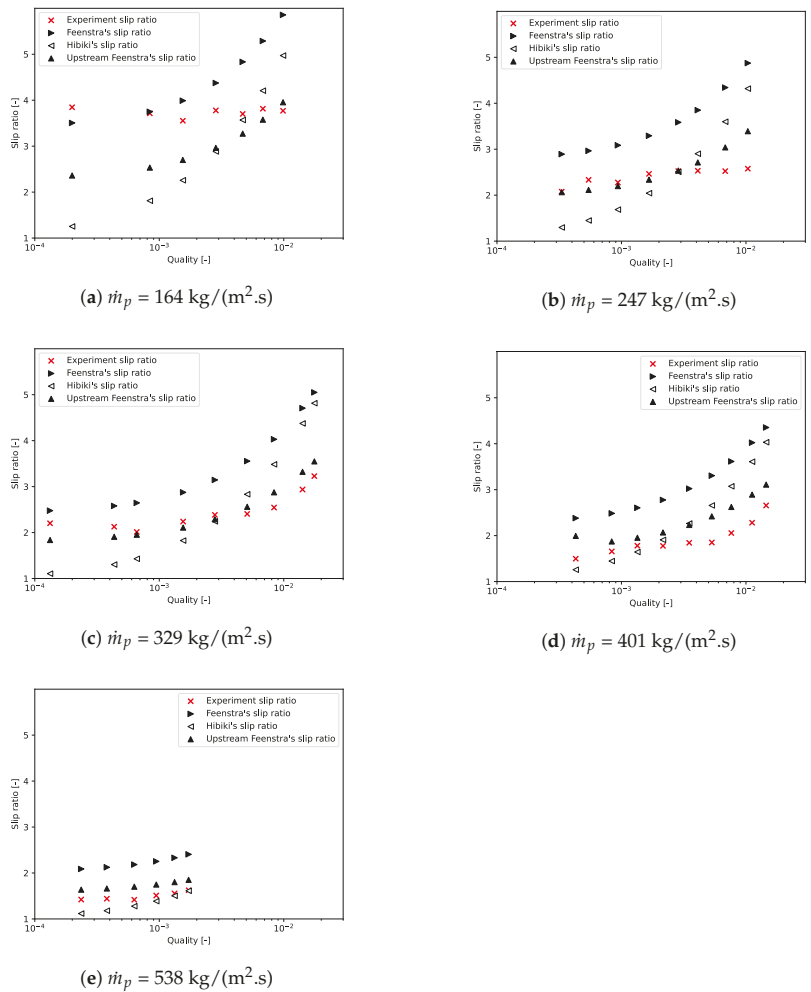 Experiment slip ratio
Feenstra's slip ratio
Hibiki's slip ratio
Upstream Feenstra's slip ratio
Slip ratio [-]
5
4
3
2
1
10⁻⁴
10⁻³
10⁻²
Quality [-]
(a) ṁₚ = 164 kg/(m².s)
Experiment slip ratio
Feenstra's slip ratio
Hibiki's slip ratio
Upstream Feenstra's slip ratio
Slip ratio [-]
5
4
3
2
1
10⁻⁴
10⁻³
10⁻²
Quality [-]
(b) ṁₚ = 247 kg/(m².s)
Experiment slip ratio
Feenstra's slip ratio
Hibiki's slip ratio
Upstream Feenstra's slip ratio
Slip ratio [-]
5
4
3
2
1
10⁻⁴
10⁻³
10⁻²
Quality [-]
(c) ṁₚ = 329 kg/(m².s)
Experiment slip ratio
Feenstra's slip ratio
Hibiki's slip ratio
Upstream Feenstra's slip ratio
Slip ratio [-]
5
4
3
2
1
10⁻⁴
10⁻³
10⁻²
Quality [-]
(d) ṁₚ = 401 kg/(m².s)
Experiment slip ratio
Feenstra's slip ratio
Hibiki's slip ratio
Upstream Feenstra's slip ratio
Slip ratio [-]
5
4
3
2
1
10⁻⁴
10⁻³
10⁻²
Quality [-]
(e) ṁₚ = 538 kg/(m².s)